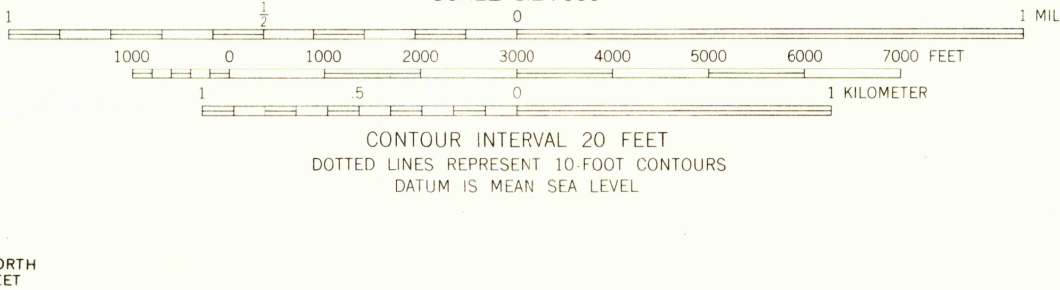 1 1/2 0 1 MIL
1000 0 1000 2000 3000 4000 5000 6000 7000 FEET
1 .5 0 1 KILOMETER
CONTOUR INTERVAL 20 FEET
DOTTED LINES REPRESENT 10-FOOT CONTOURS
DATUM IS MEAN SEA LEVEL
ORTH
EET